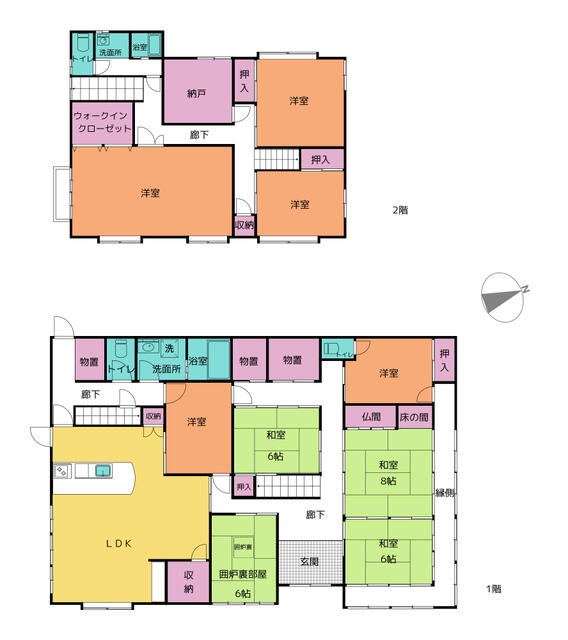 トイレ
洗面所
浴室
納戸
押入
洋室
ウォークイン
クローゼット
廊下
押入
洋室
洋室
収納
2階
N
物置
トイレ
洗
洗面所
浴室
物置
物置
トイレ
洋室
押入
廊下
収納
洋室
和室
6帖
仏間
床の間
和室
8帖
縁側
押入
廊下
LDK
囲炉裏
囲炉裏部屋
6帖
玄関
和室
6帖
収納
1階